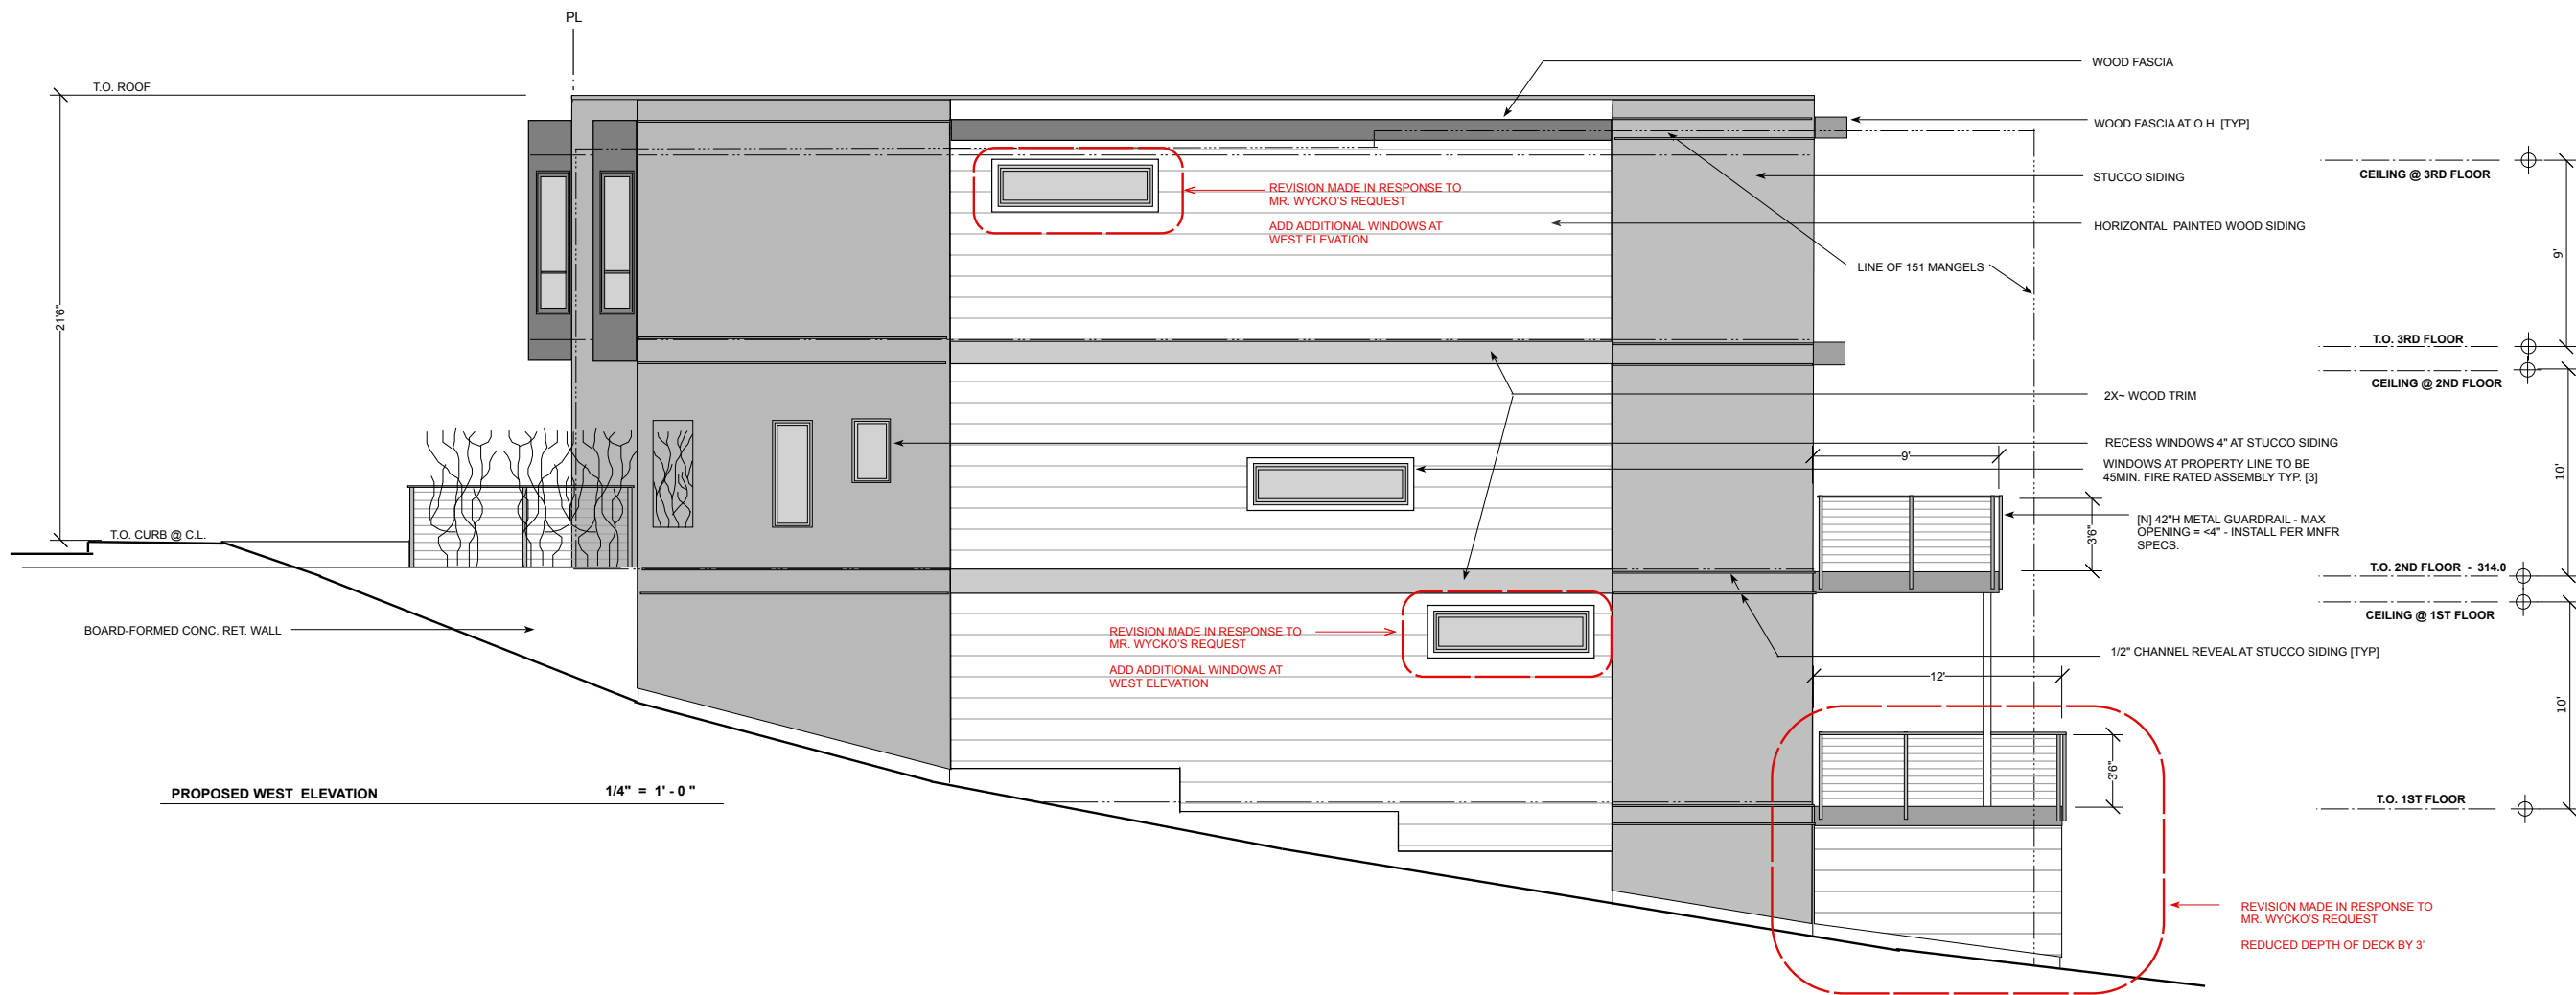 PL
T.O. ROOF
WOOD FASCIA
WOOD FASCIA AT O.H. [TYP]
CEILING @ 3RD FLOOR
STUCCO SIDING
REVISION MADE IN RESPONSE TO
MR. WYCKO'S REQUEST
ADD ADDITIONAL WINDOWS AT
WEST ELEVATION
HORIZONTAL PAINTED WOOD SIDING
9'
LINE OF 151 MANGELS
21'6"
T.O. 3RD FLOOR
CEILING @ 2ND FLOOR
2X~ WOOD TRIM
RECESS WINDOWS 4" AT STUCCO SIDING
9'
WINDOWS AT PROPERTY LINE TO BE
45MIN. FIRE RATED ASSEMBLY TYP. [3]
10'
[N] 42"H METAL GUARDRAIL - MAX
OPENING = <4" - INSTALL PER MNFR
SPECS.
3'6"
T.O. CURB @ C.L.
T.O. 2ND FLOOR - 314.0
CEILING @ 1ST FLOOR
BOARD-FORMED CONC. RET. WALL
REVISION MADE IN RESPONSE TO
MR. WYCKO'S REQUEST
ADD ADDITIONAL WINDOWS AT
WEST ELEVATION
1/2" CHANNEL REVEAL AT STUCCO SIDING [TYP]
12'
10'
3'6"
PROPOSED WEST ELEVATION
1/4" = 1' - 0 "
T.O. 1ST FLOOR
REVISION MADE IN RESPONSE TO
MR. WYCKO'S REQUEST
REDUCED DEPTH OF DECK BY 3'